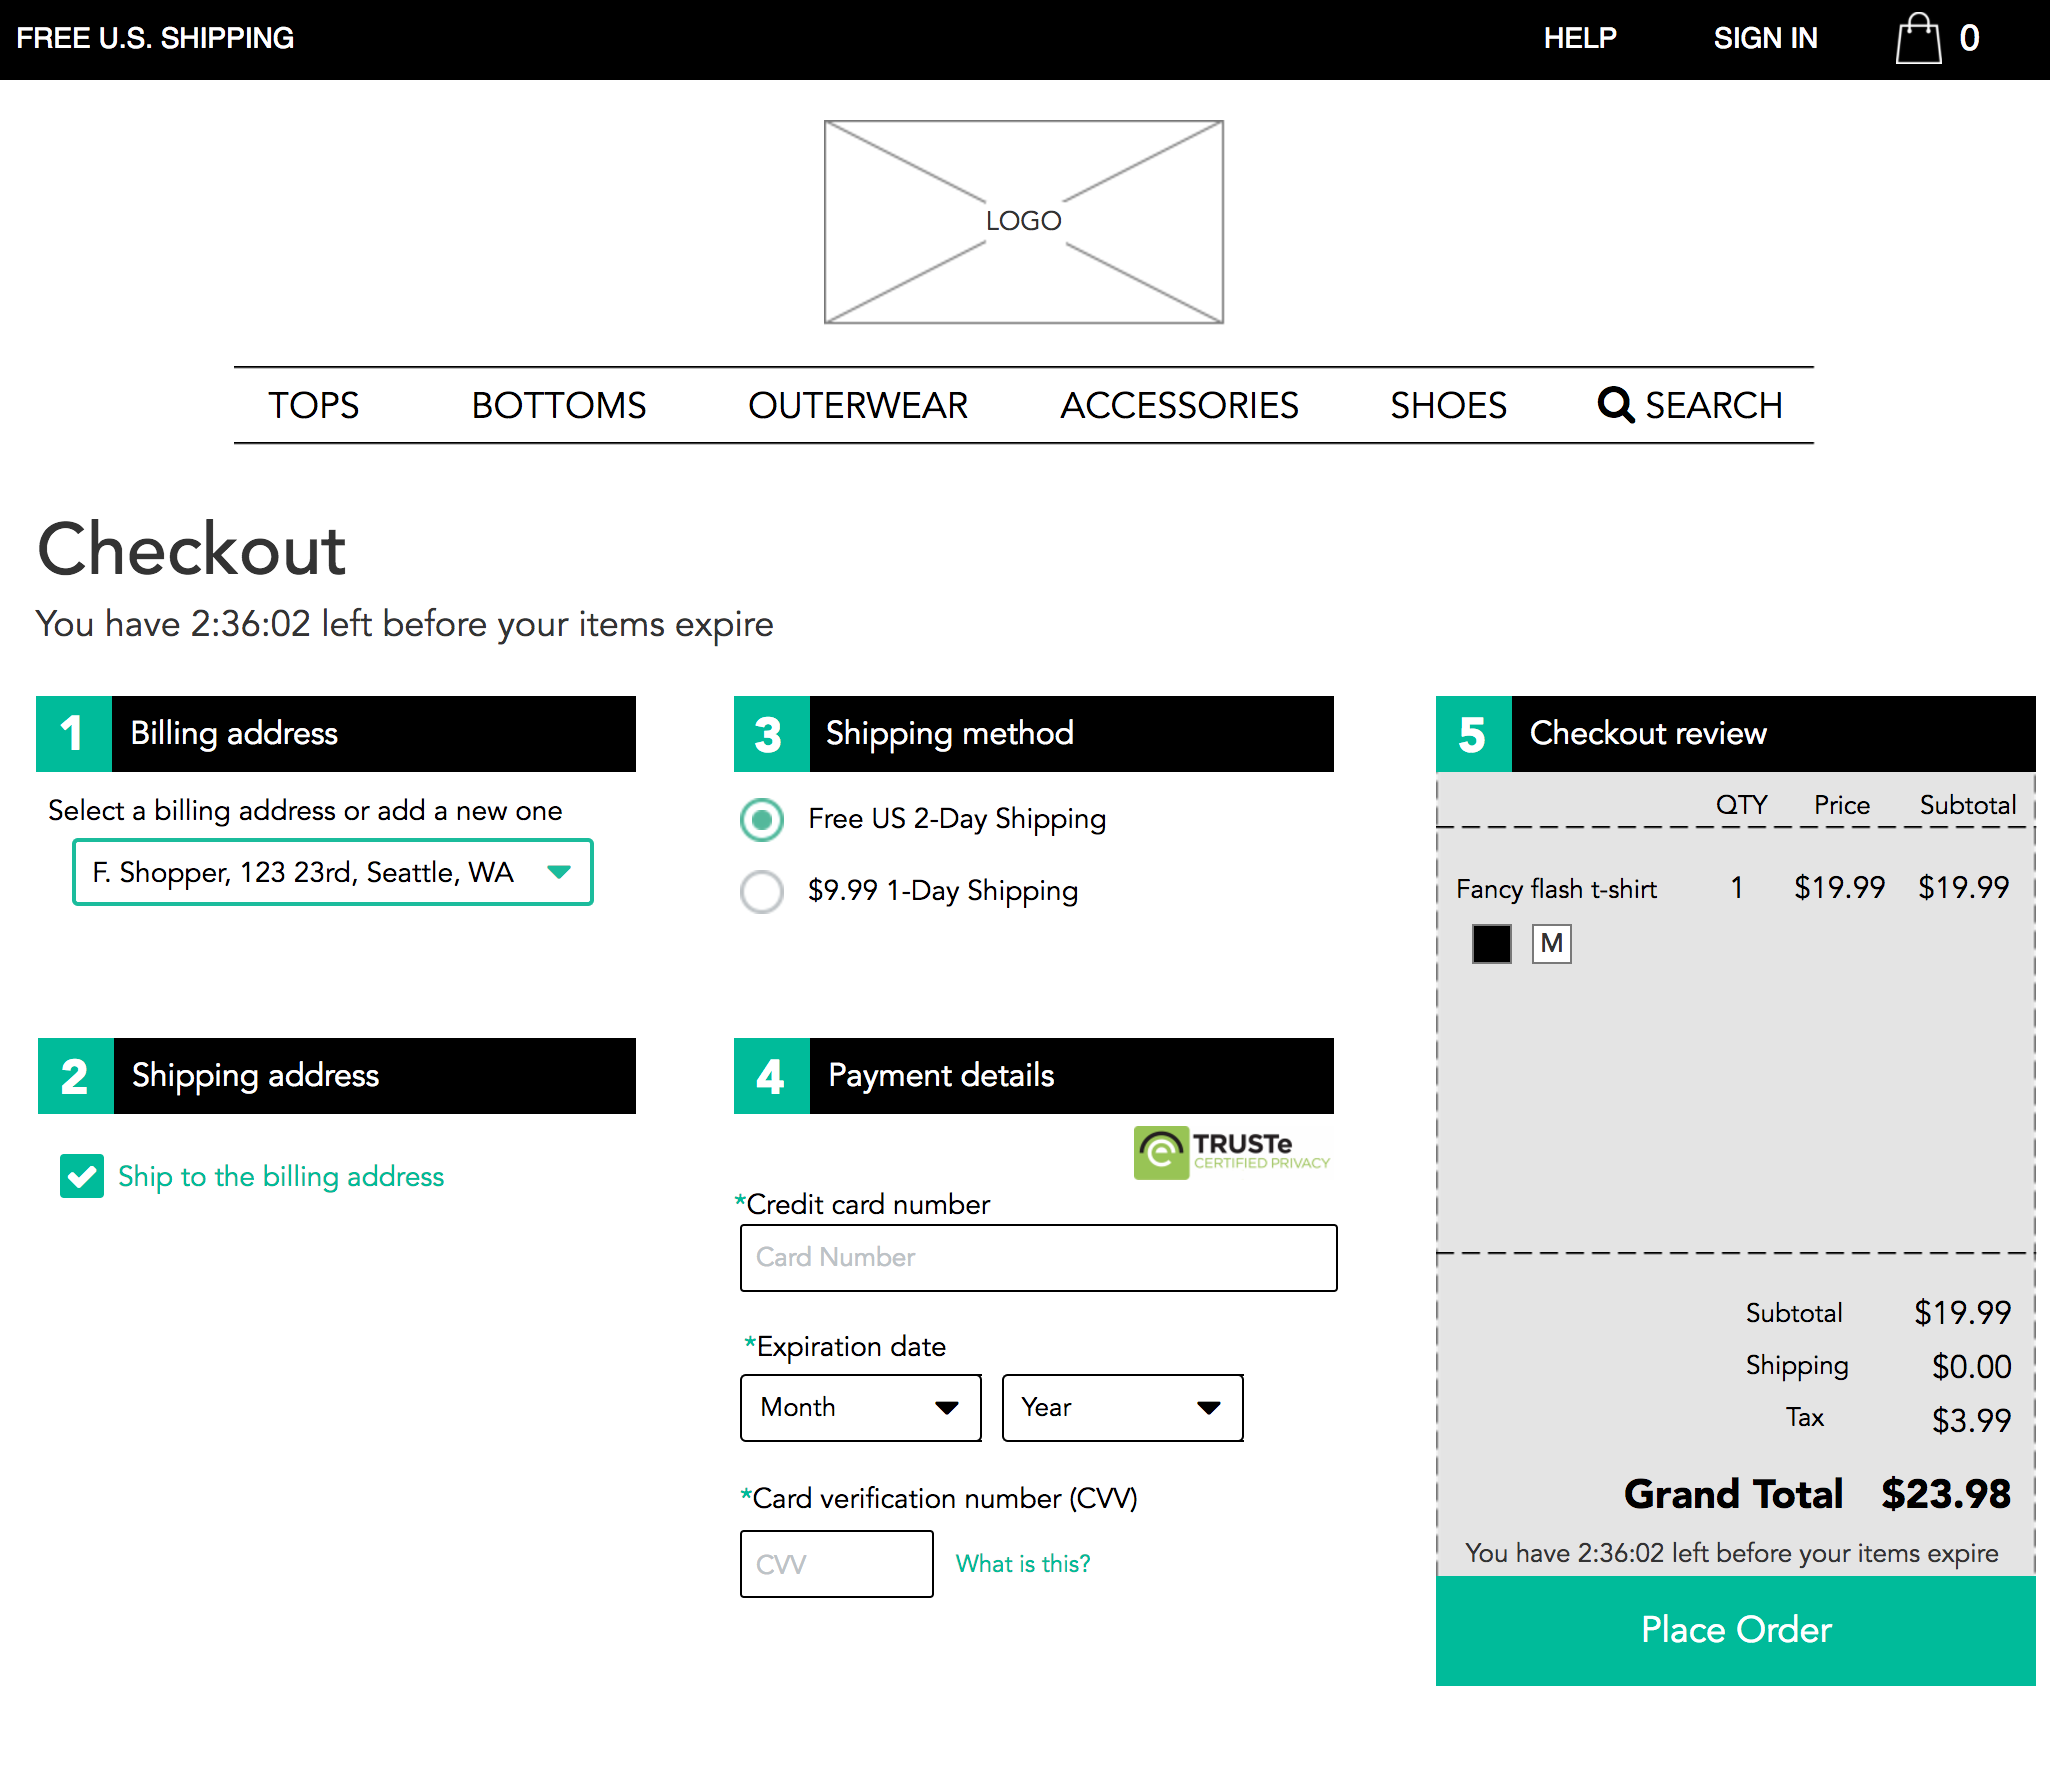 FREE U.S. SHIPPING HELP SIGN IN 0
LOGO
TOPS BOTTOMS OUTERWEAR ACCESSORIES SHOES SEARCH
Checkout
You have 2:36:02 left before your items expire
1 Billing address
Select a billing address or add a new one
F. Shopper, 123 23rd, Seattle, WA
2 Shipping address
Ship to the billing address
3 Shipping method
Free US 2-Day Shipping
$9.99 1-Day Shipping
4 Payment details
TRUSTe
CERTIFIED PRIVACY
*Credit card number
Card Number
*Expiration date
Month Year
*Card verification number (CVV)
CVV What is this?
5 Checkout review
QTY Price Subtotal
Fancy flash t-shirt 1 $19.99 $19.99
M
Subtotal $19.99
Shipping $0.00
Tax $3.99
Grand Total $23.98
You have 2:36:02 left before your items expire
Place Order